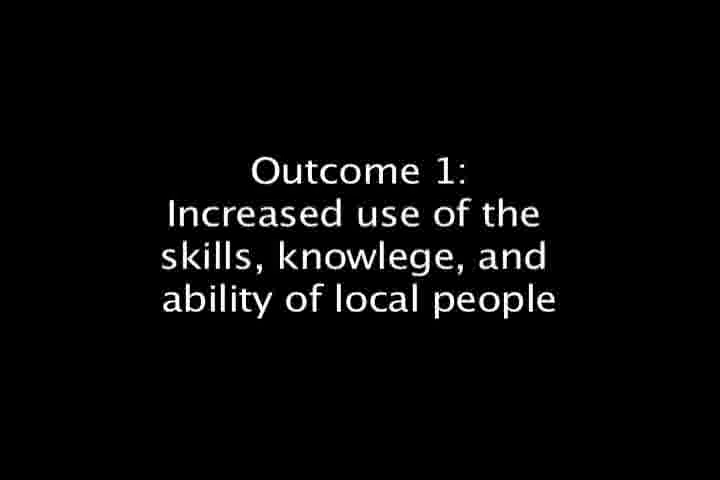 Outcome 1:
Increased use of the
skills, knowlege, and
ability of local people